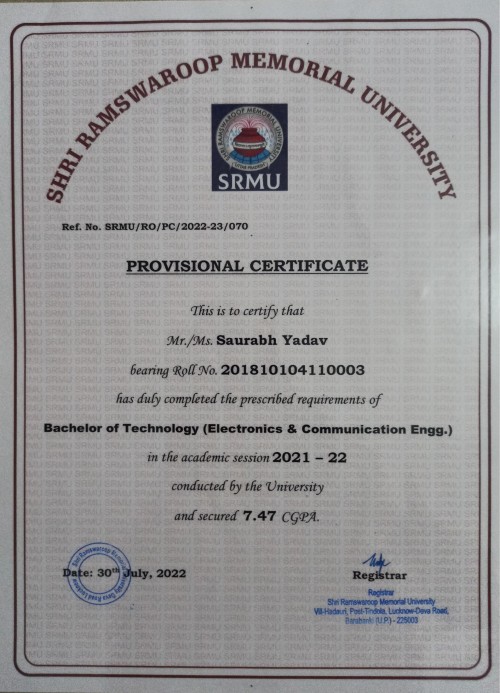 SHRI RAMSWAROOP MEMORIAL UNIVERSITY
SRMU
Ref. No. SRMU/RO/PC/2022-23/070
PROVISIONAL CERTIFICATE
This is to certify that
Mr./Ms. Saurabh Yadav
bearing Roll No. 201810104110003
has duly completed the prescribed requirements of
Bachelor of Technology (Electronics & Communication Engg.)
in the academic session 2021 – 22
conducted by the University
and secured 7.47 CGPA.
Date: 30th July, 2022
Registrar
Registrar
Shri Ramswaroop Memorial University
Vill-Hadauri, Post-Tindola, Lucknow-Deva Road,
Barabanki (U.P.) - 225003